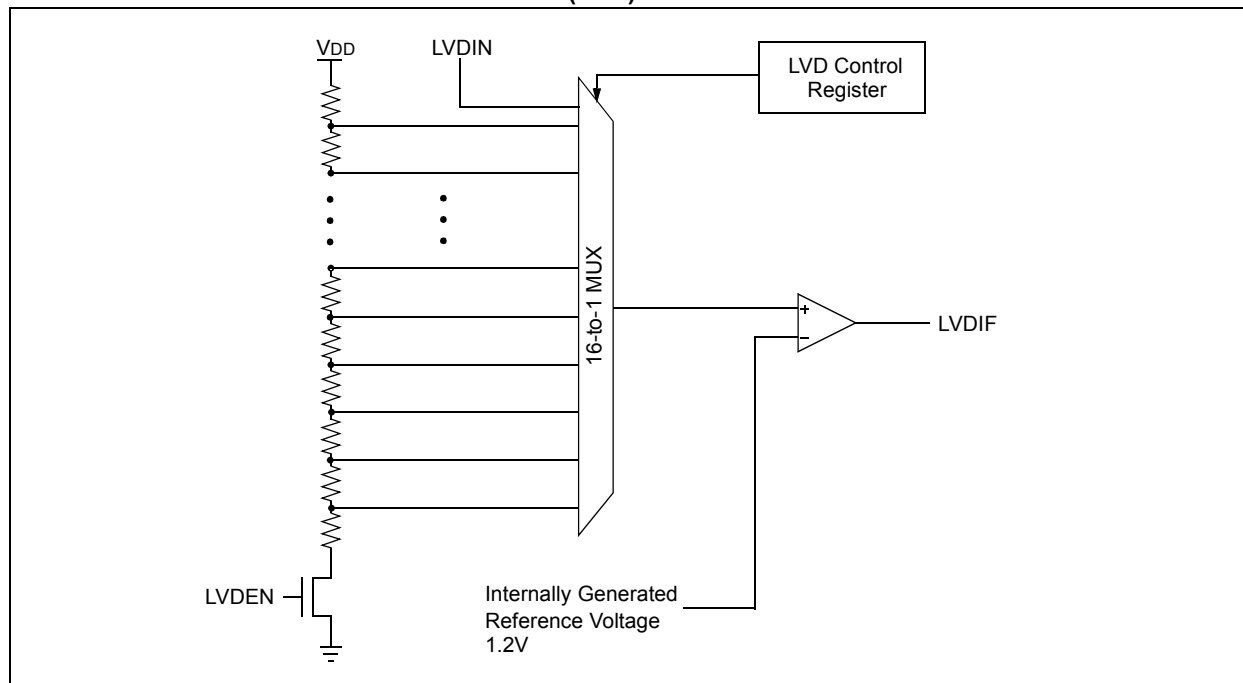 VDD
LVDIN
LVD Control
Register
16-to-1 MUX
+
–
LVDIF
LVDEN
Internally Generated
Reference Voltage
1.2V